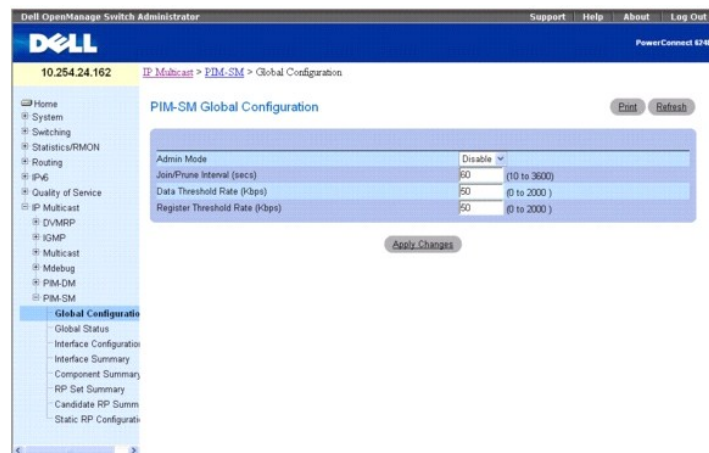 Dell OpenManage Switch Administrator
Support Help About Log Out
DELL
PowerConnect 6248
10.254.24.162
IP Multicast > PIM-SM > Global Configuration
Home
System
Switching
Statistics/RMON
Routing
IPv6
Quality of Service
IP Multicast
DVMRP
IGMP
Multicast
Mdebug
PIM-DM
PIM-SM
Global Configuratio
Global Status
Interface Configuration
Interface Summary
Component Summary
RP Set Summary
Candidate RP Summ
Static RP Configurati
PIM-SM Global Configuration
Print Refresh
Admin Mode Disable
Join/Prune Interval (secs) 60 (10 to 3600)
Data Threshold Rate (Kbps) 50 (0 to 2000 )
Register Threshold Rate (Kbps) 50 (0 to 2000 )
Apply Changes